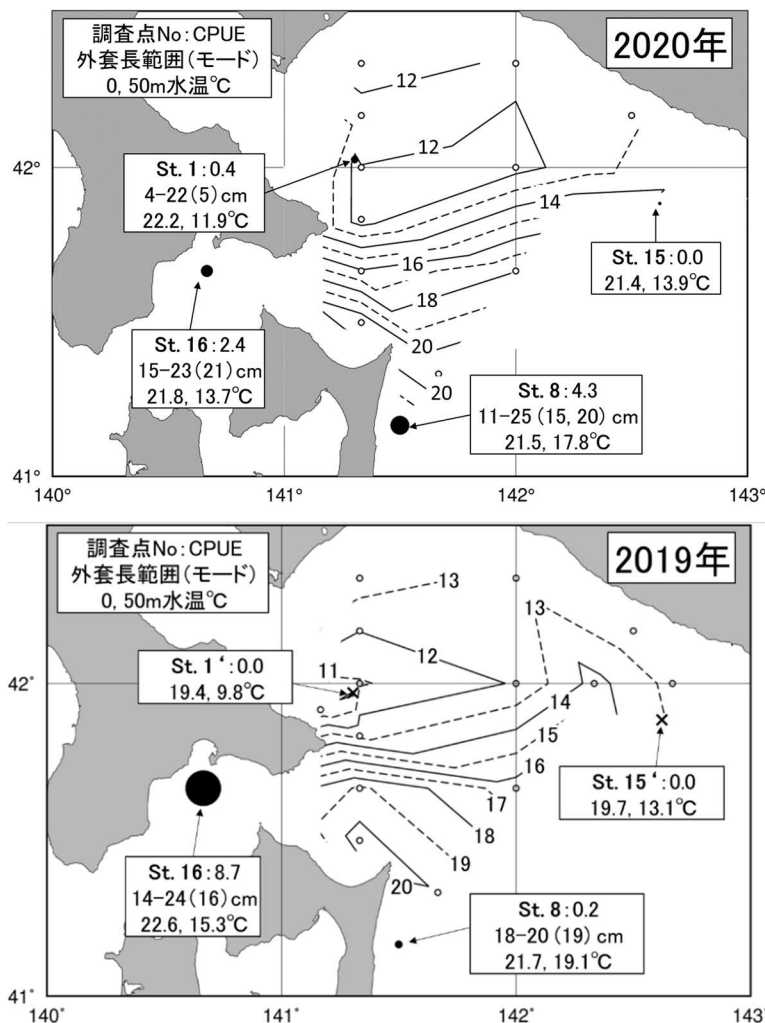 調査点No:CPUE
外套長範囲(モード)
0, 50m水温℃
2020年
12
12
42°
St. 1:0.4
4-22(5)cm
22.2, 11.9℃
14
St. 15:0.0
21.4, 13.9℃
16
18
St. 16:2.4
15-23(21)cm
21.8, 13.7℃
20
20
St. 8:4.3
11-25(15, 20)cm
21.5, 17.8℃
41°
140°
141°
142°
143°
調査点No:CPUE
外套長範囲(モード)
0, 50m水温℃
2019年
13
13
12
11
St. 1‘:0.0
19.4, 9.8℃
42°
14
15
16
17
18
19
20
St. 15‘:0.0
19.7, 13.1℃
St. 16:8.7
14-24(16)cm
22.6, 15.3℃
St. 8:0.2
18-20(19)cm
21.7, 19.1℃
41°
140°
141°
142°
143°